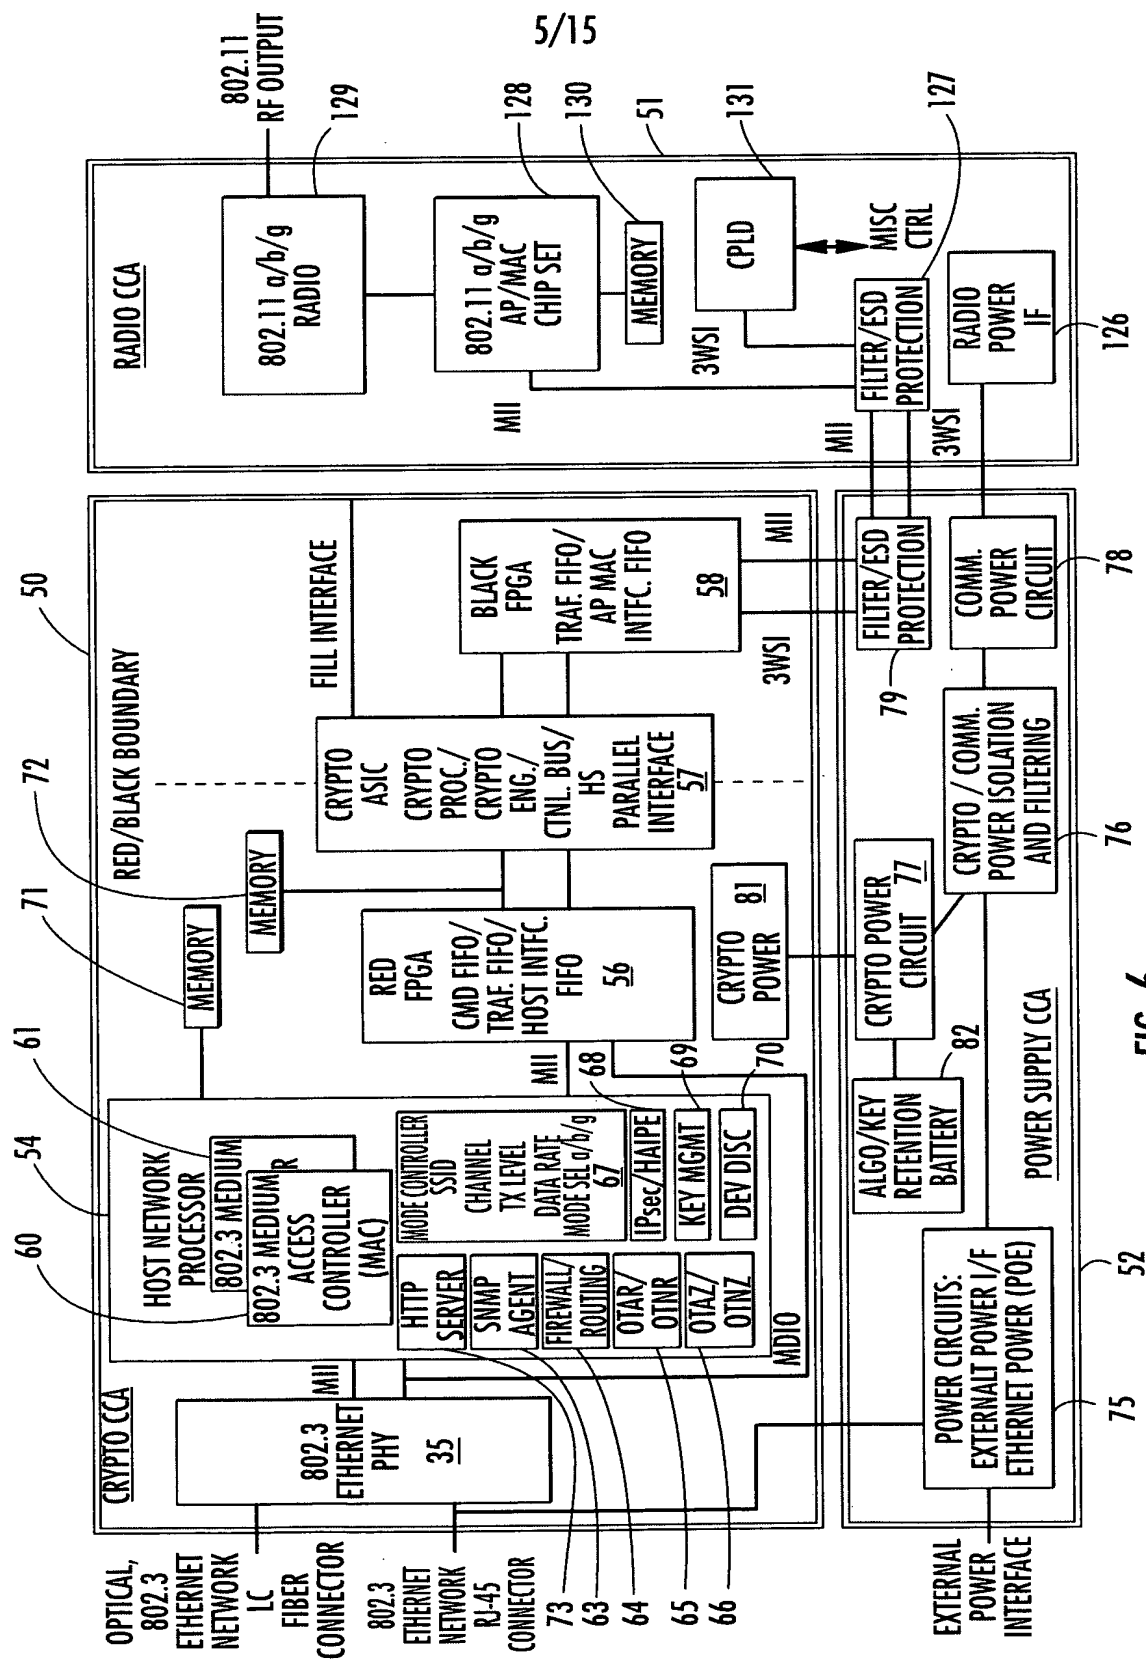 5/15
OPTICAL,
802.3
ETHERNET
NETWORK
LC
FIBER
CONNECTOR
802.3
ETHERNET
NETWORK
RJ-45
CONNECTOR
73
63
64
65
66
EXTERNAL
POWER
INTERFACE
CRYPTO CCA
802.3
ETHERNET
PHY
35
MII
MDIO
60
54
61
71
72
50
HOST NETWORK
PROCESSOR
802.3 MEDIUM
802.3 MEDIUM
ACCESS
CONTROLLER
(MAC)
R
HTTP
SERVER
SNMP
AGENT
FIREWALL/
ROUTING
OTAR/
OTNR
OTAZ/
OTNZ
MODE CONTROLLER
SSID
CHANNEL
TX LEVEL
DATA RATE
MODE SEL a/b/g
67
IPsec/HAIPE
KEY MGMT
DEV DISC
68
69
70
MII
MEMORY
MEMORY
RED/BLACK BOUNDARY
RED
FPGA
CMD FIFO/
TRAF. FIFO/
HOST INTFC.
FIFO
56
CRYPTO
POWER
81
CRYPTO
ASIC
CRYPTO
PROC./
CRYPTO
ENG./
CTNL. BUS/
HS
PARALLEL
INTERFACE
57
FILL INTERFACE
BLACK
FPGA
TRAF. FIFO/
AP MAC
INTFC. FIFO
58
3WSI
MII
POWER CIRCUITS:
EXTERNALT POWER I/F
ETHERNET POWER (POE)
75
52
POWER SUPPLY CCA
ALGO/KEY
RETENTION
BATTERY
82
CRYPTO POWER
CIRCUIT
77
CRYPTO / COMM.
POWER ISOLATION
AND FILTERING
76
79
FILTER/ESD
PROTECTION
COMM.
POWER
CIRCUIT
78
RADIO CCA
802.11 a/b/g
RADIO
802.11
RF OUTPUT
129
802.11 a/b/g
AP/MAC
CHIP SET
128
MEMORY
130
CPLD
131
51
MISC
CTRL
MII
3WSI
FILTER/ESD
PROTECTION
127
MII
3WSI
RADIO
POWER
IF
126
FIG. 6